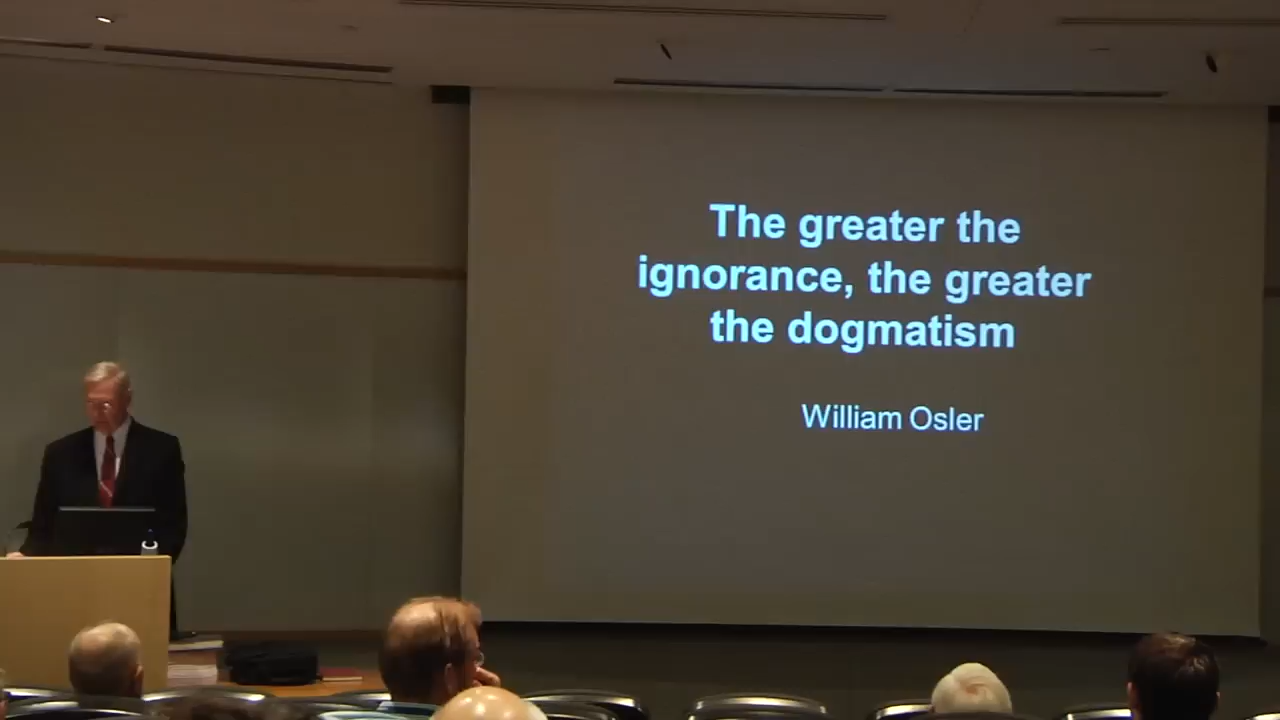 The greater the
ignorance, the greater
the dogmatism
William Osler